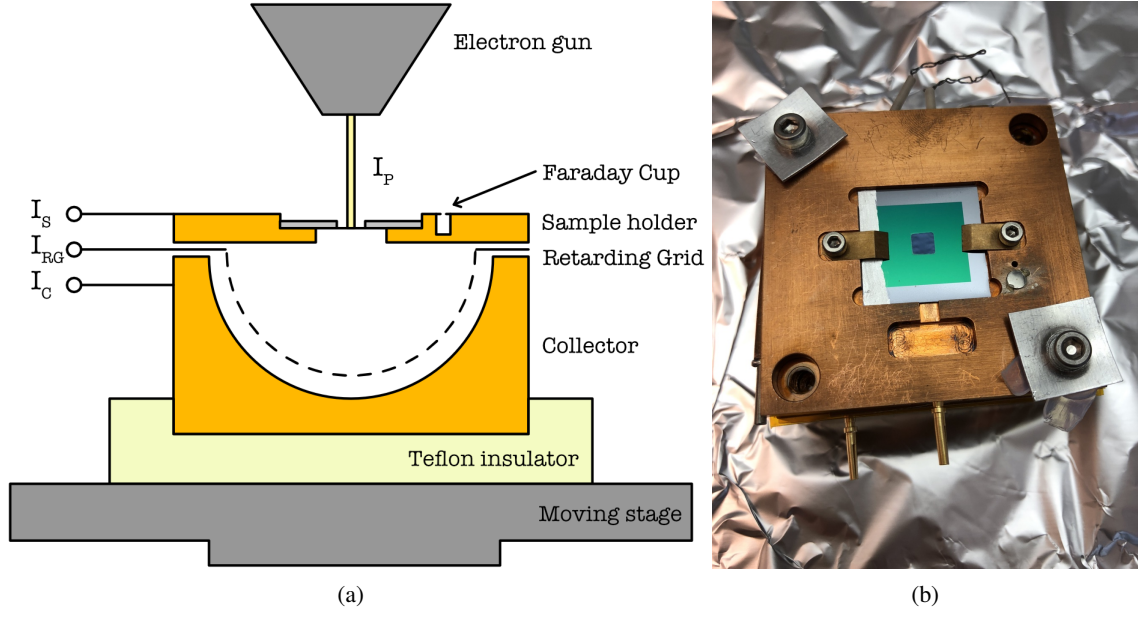 Electron gun
I_P
Faraday Cup
I_S
Sample holder
I_RG
Retarding Grid
I_C
Collector
Teflon insulator
Moving stage
(a)
(b)